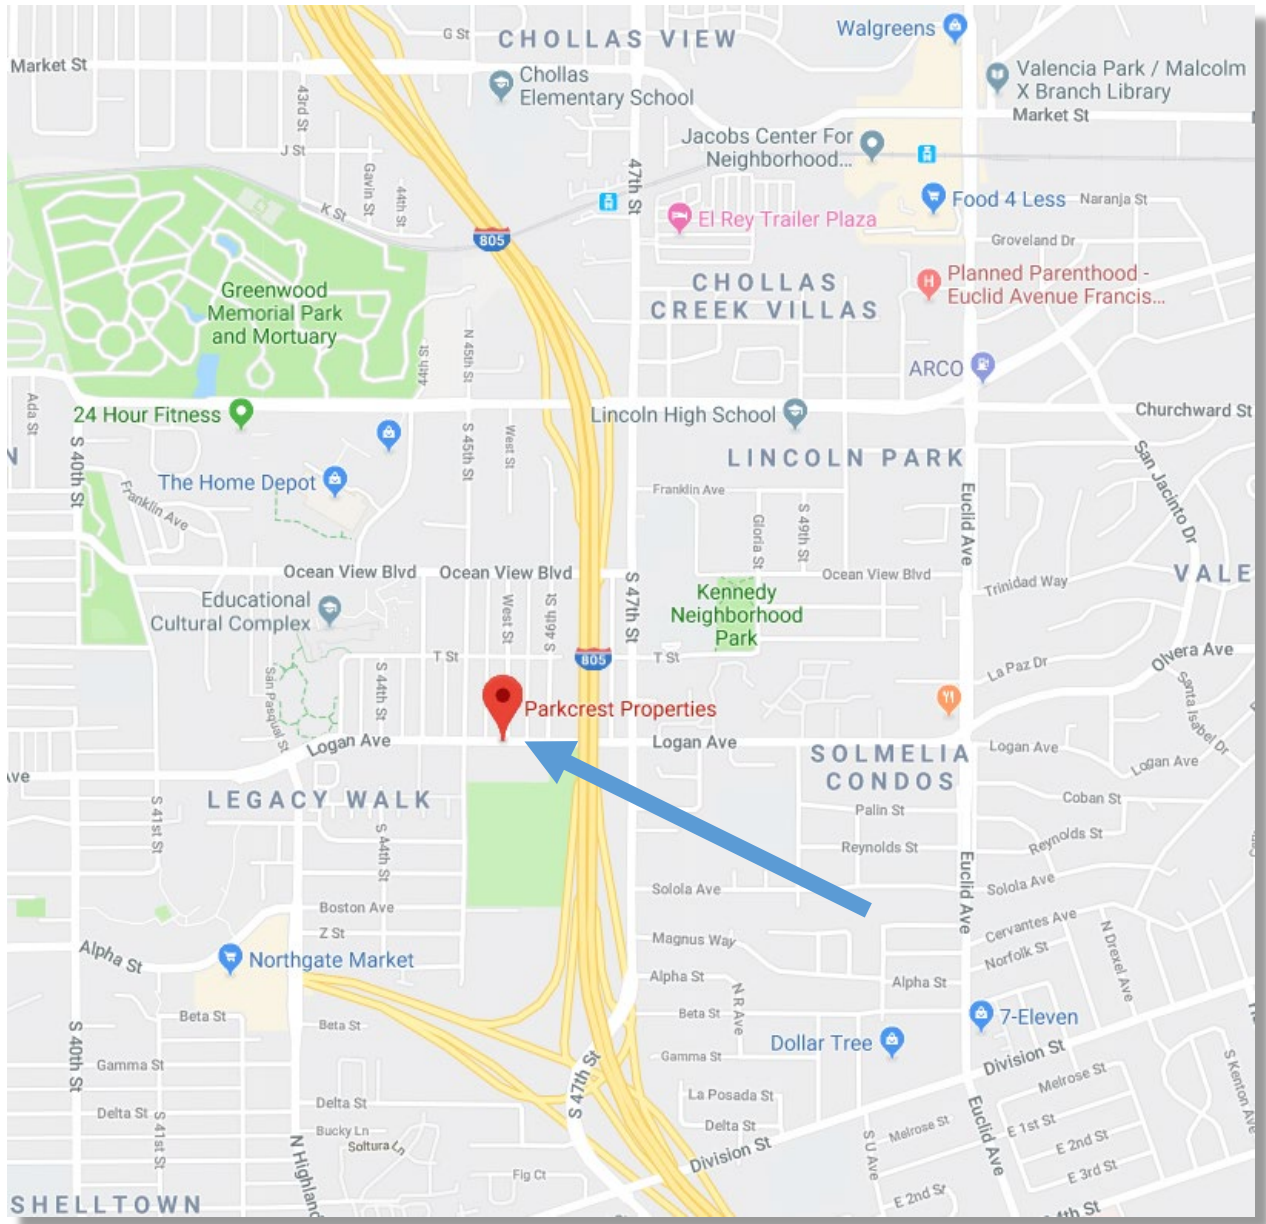 G St
CHOLLAS VIEW
Walgreens
Market St
Chollas
Elementary School
Valencia Park / Malcolm
X Branch Library
Market St
43rd St
J St
Jacobs Center For
Neighborhood...
47th St
Gavin St
44th St
K St
805
El Rey Trailer Plaza
Food 4 Less
Naranja St
Groveland Dr
Greenwood
Memorial Park
and Mortuary
CHOLLAS
CREEK VILLAS
H
Planned Parenthood -
Euclid Avenue Francis...
N 45th St
44th St
ARCO
Ada St
24 Hour Fitness
Lincoln High School
Churchward St
N
S 40th St
S 45th St
West St
LINCOLN PARK
San Jacinto Dr
The Home Depot
Franklin Ave
Franklin Ave
Gloria St
S 49th St
Euclid Ave
Ocean View Blvd
Ocean View Blvd
Ocean View Blvd
S 47th St
Trinidad Way
VALE
Educational
Cultural Complex
West St
S 46th St
Kennedy
Neighborhood
Park
T St
805
T St
La Paz Dr
Olvera Ave
San Pasqual St
S 44th St
Santa Isabel Dr
Parkcrest Properties
Logan Ave
Logan Ave
Logan Ave
Logan Ave
SOLMELIA
CONDOS
Ave
LEGACY WALK
S 41st St
S 44th St
Palin St
Coban St
Reynolds St
Reynolds St
Euclid Ave
Solola Ave
Solola Ave
Boston Ave
Z St
Cervantes Ave
Norfolk St
N Drexel Ave
Alpha St
Northgate Market
Magnus Way
Alpha St
Alpha St
N R Ave
Beta St
Beta St
Beta St
7-Eleven
S 40th St
Dollar Tree
Division St
Gamma St
Gamma St
S 47th St
Melrose St
S Kenton Ave
La Posada St
Delta St
S 41st St
Delta St
Delta St
Bucky Ln
Soltura Ln
N Highland
Division St
S U Ave
Melrose St
Euclid Ave
E 1st St
E 2nd St
E 3rd St
Fig Ct
E 2nd St
4th St
SHELLTOWN